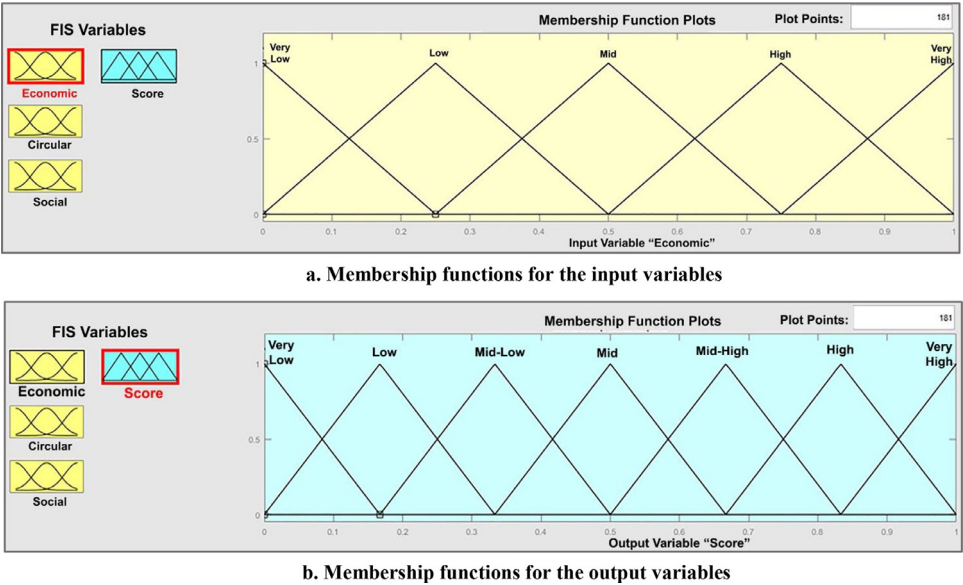 FIS Variables
Economic
Score
Circular
Social
Membership Function Plots
Plot Points:
181
Very
Low
Low
Mid
High
Very
High
1
0.5
0
0 0.1 0.2 0.3 0.4 0.5 0.6 0.7 0.8 0.9 1
Input Variable “Economic”
a. Membership functions for the input variables
FIS Variables
Economic
Score
Circular
Social
Membership Function Plots
Plot Points:
181
Very
Low
Low
Mid-Low
Mid
Mid-High
High
Very
High
1
0.5
0
0 0.1 0.2 0.3 0.4 0.5 0.6 0.7 0.8 0.9 1
Output Variable “Score”
b. Membership functions for the output variables